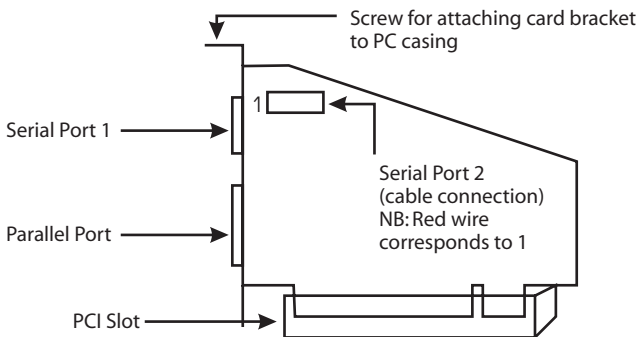 Screw for attaching card bracket
to PC casing
1
Serial Port 1
Serial Port 2
(cable connection)
NB: Red wire
corresponds to 1
Parallel Port
PCI Slot